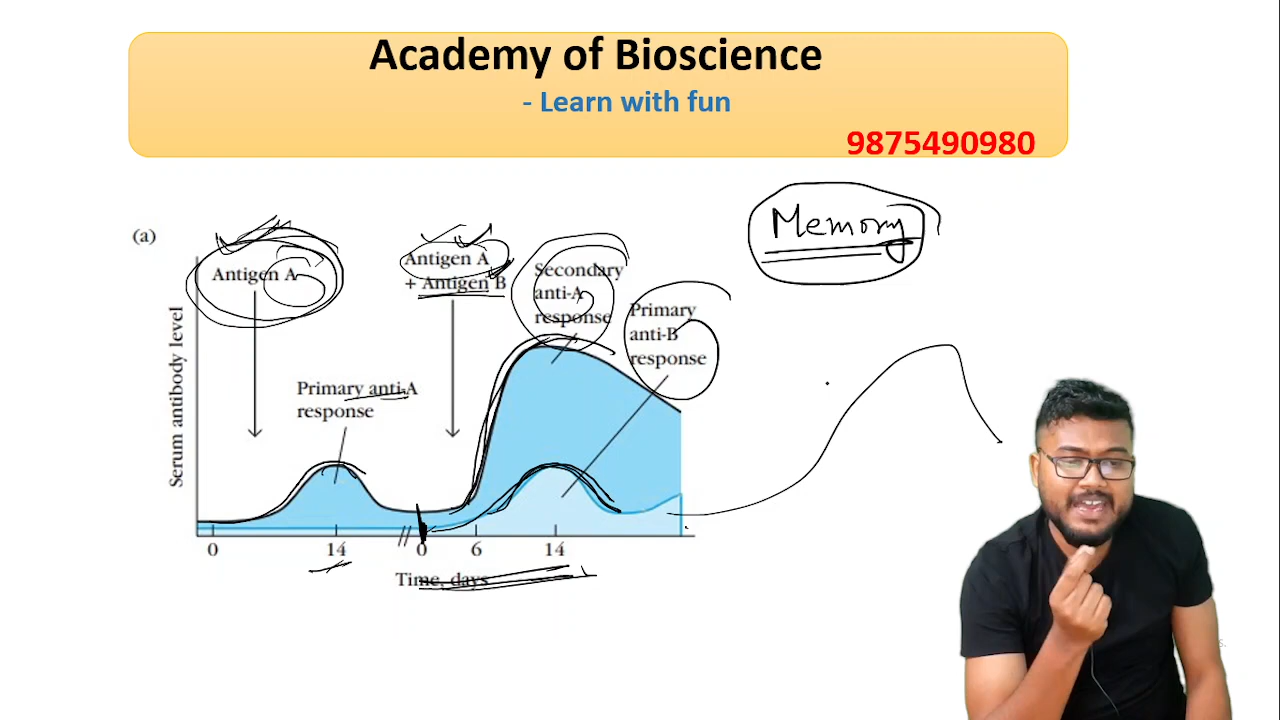 Academy of Bioscience
- Learn with fun
9875490980
Memory
(a)
Antigen A
Antigen A
+ Antigen B
Secondary
anti-A
response
Primary
anti-B
response
Primary anti-A
response
Serum antibody level
0
14
0
6
14
Time, days
s.